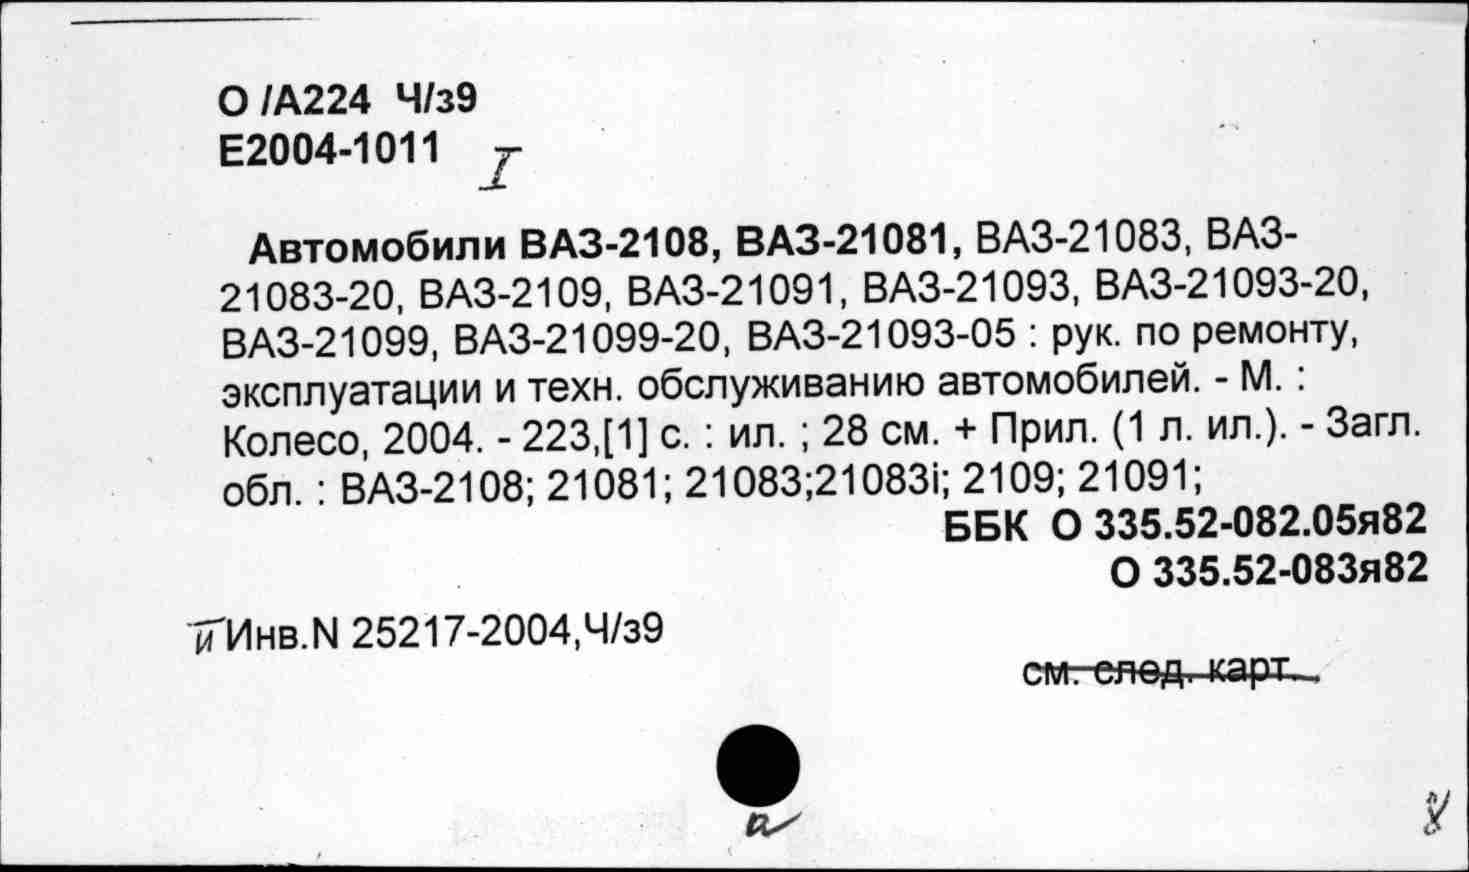 О /А224 Ч/з9
Е2004-1011 I
Автомобили ВАЗ-2108, ВАЗ-21081, ВАЗ-21083, ВАЗ-
21083-20, ВАЗ-2109, ВАЗ-21091, ВАЗ-21093, ВАЗ-21093-20,
ВАЗ-21099, ВАЗ-21099-20, ВАЗ-21093-05 : рук. по ремонту,
эксплуатации и техн. обслуживанию автомобилей. - М. :
Колесо, 2004. - 223,[1] с. : ил. ; 28 см. + Прил. (1 л. ил.). - Загл.
обл. : ВАЗ-2108; 21081; 21083;21083i; 2109; 21091;
ББК О 335.52-082.05я82
О 335.52-083я82
и Инв.N 25217-2004,Ч/з9
см. след. карт.
а
8